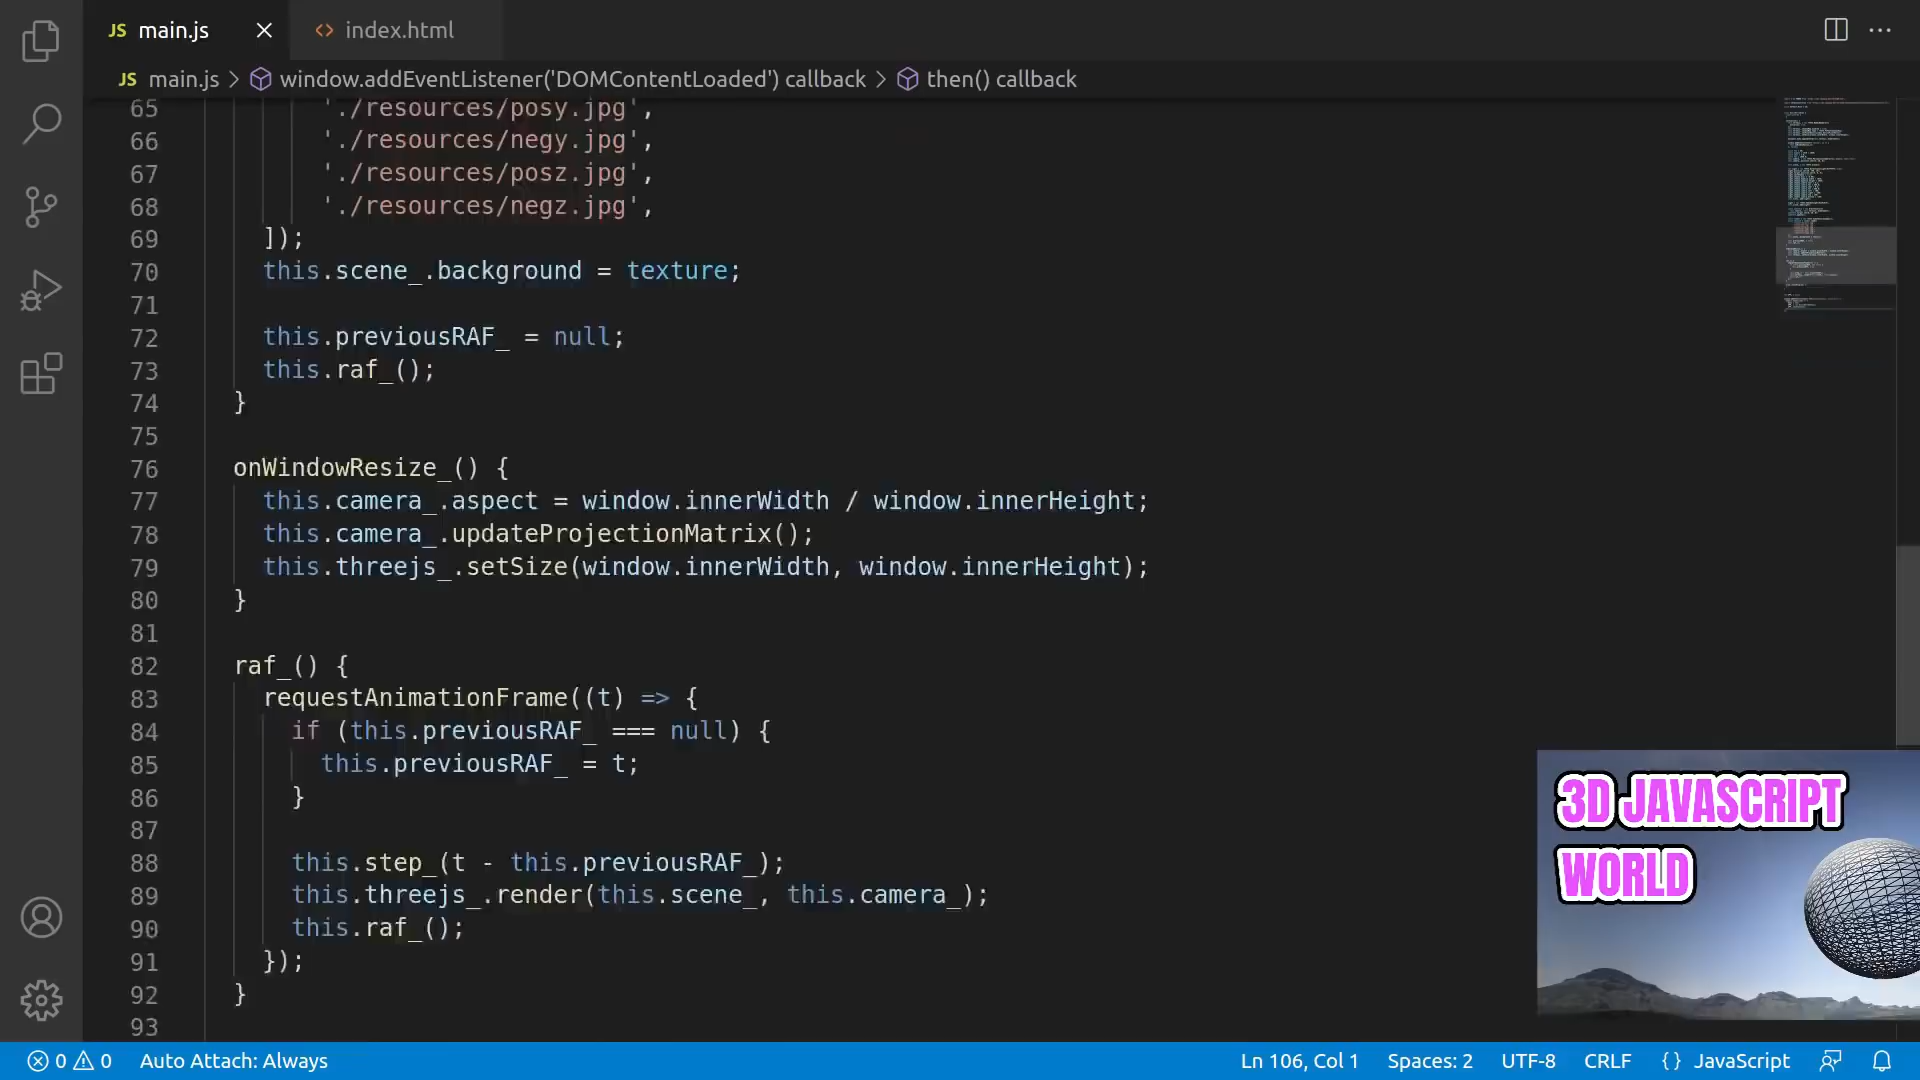 JS main.js
<> index.html
JS main.js > window.addEventListener('DOMContentLoaded') callback > then() callback
65 './resources/posy.jpg',
66 './resources/negy.jpg',
67 './resources/posz.jpg',
68 './resources/negz.jpg',
69 ]);
70 this.scene_.background = texture;
71
72 this.previousRAF_ = null;
73 this.raf_();
74 }
75
76 onWindowResize_() {
77 this.camera_.aspect = window.innerWidth / window.innerHeight;
78 this.camera_.updateProjectionMatrix();
79 this.threejs_.setSize(window.innerWidth, window.innerHeight);
80 }
81
82 raf_() {
83 requestAnimationFrame((t) => {
84 if (this.previousRAF_ === null) {
85 this.previousRAF_ = t;
86 }
87
88 this.step_(t - this.previousRAF_);
89 this.threejs_.render(this.scene_, this.camera_);
90 this.raf_();
91 });
92 }
93
3D JAVASCRIPT
WORLD
0 0 Auto Attach: Always
Ln 106, Col 1 Spaces: 2 UTF-8 CRLF {} JavaScript